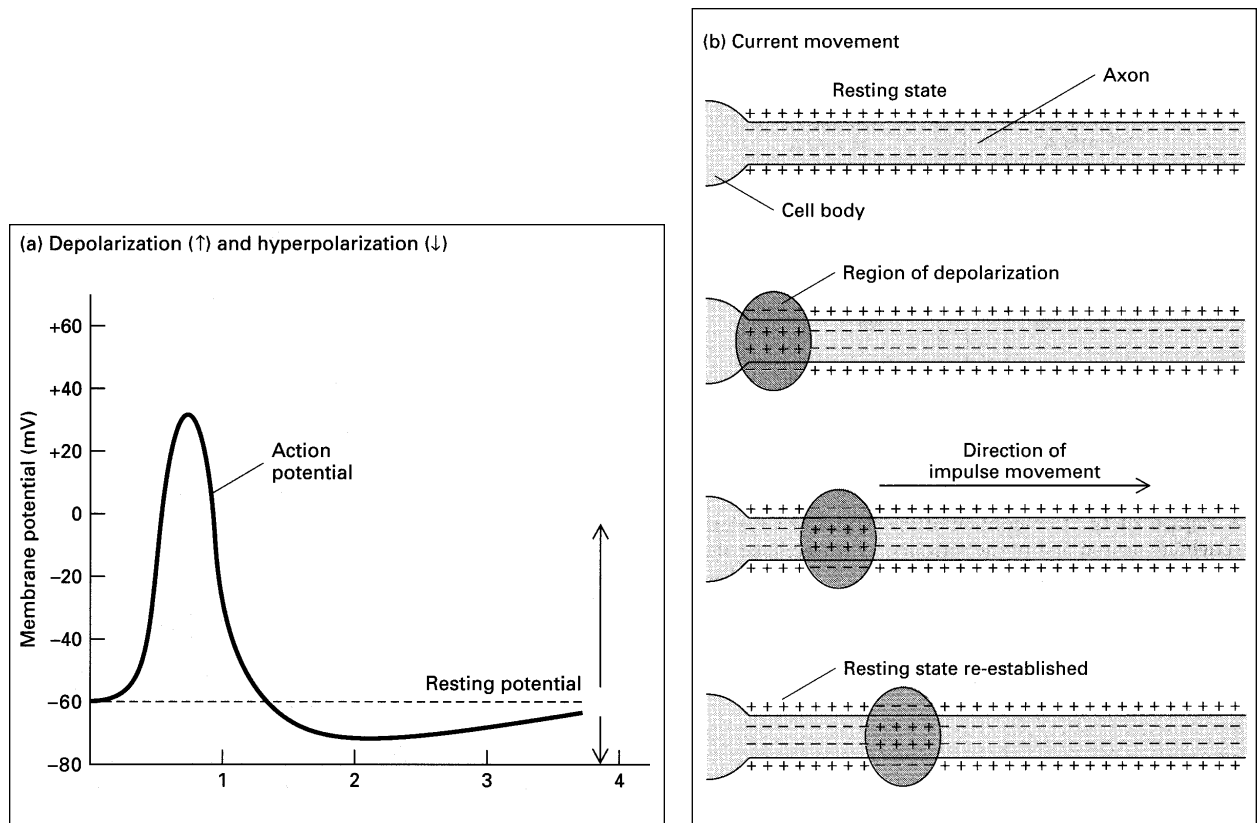 (a) Depolarization (↑) and hyperpolarization (↓)
Membrane potential (mV)
+60
+40
+20
0
−20
−40
−60
−80
Action
potential
Resting potential
1
2
3
4
(b) Current movement
Resting state
Axon
Cell body
Region of depolarization
Direction of
impulse movement
Resting state re-established